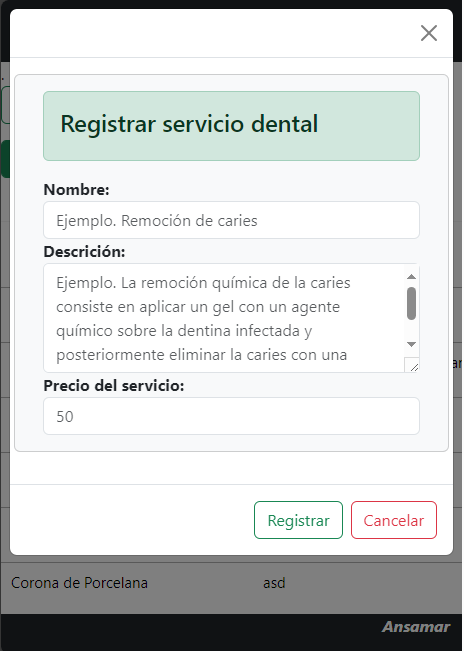 Registrar servicio dental
Nombre:
Ejemplo. Remoción de caries
Descrición:
Ejemplo. La remoción química de la caries
consiste en aplicar un gel con un agente
químico sobre la dentina infectada y
posteriormente eliminar la caries con una
Precio del servicio:
50
Registrar
Cancelar
Corona de Porcelana
asd
Ansamar